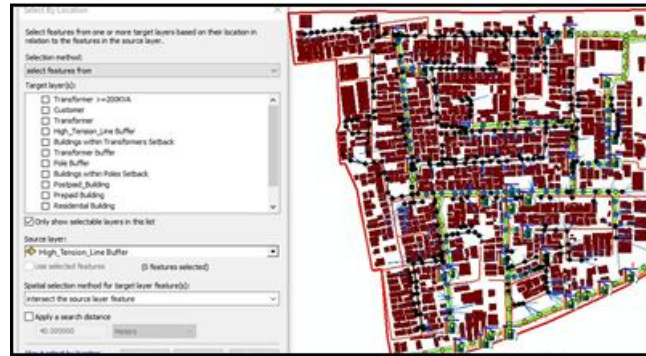 Select By Location
Select features from one or more target layers based on their location in
relation to the features in the source layer.
Selection method:
select features from
Target layer(s):
Transformer >=200KVA
Customer
Transformer
High_Tension_Line Buffer
Buildings within Transformers Setback
Transformer buffer
Pole Buffer
Buildings within Poles Setback
Postpaid_Building
Prepaid Building
Residential Building
Only show selectable layers in this list
Source layer:
High_Tension_Line Buffer
Use selected features (0 features selected)
Spatial selection method for target layer feature(s):
intersect the source layer feature
Apply a search distance
40.000000 Meters